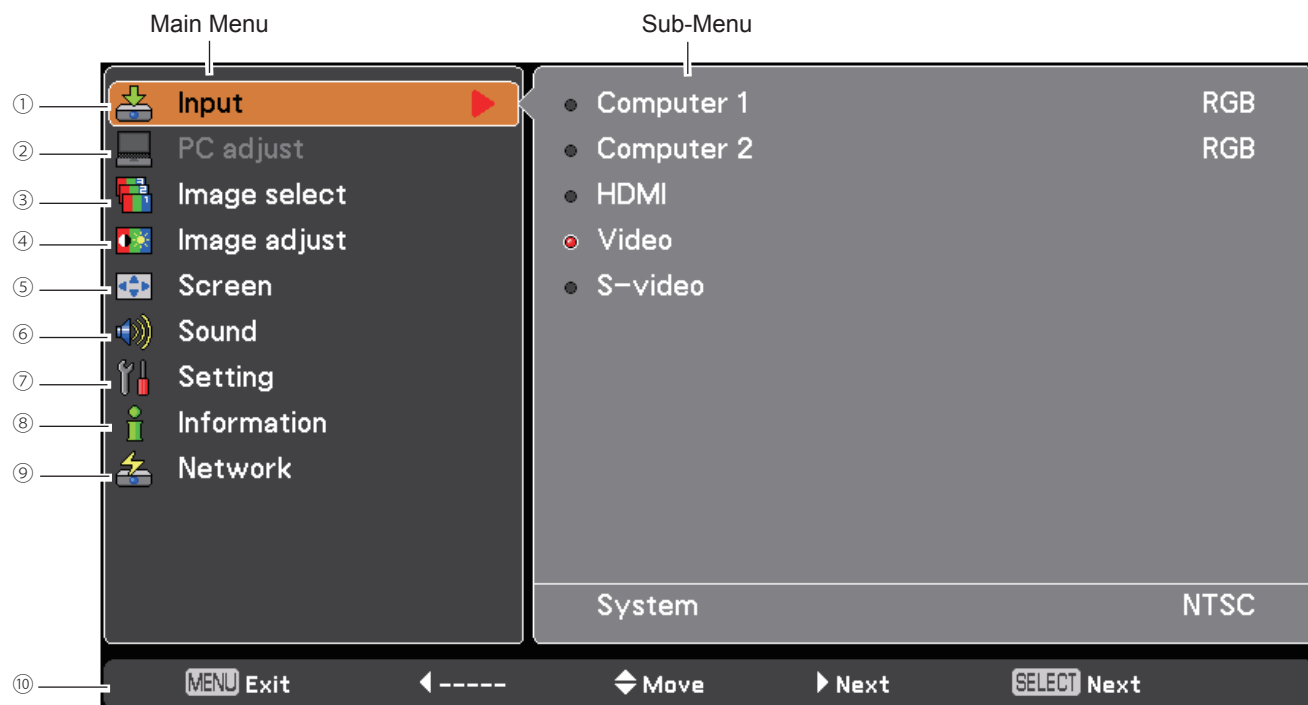 Main Menu Sub-Menu
① Input
② PC adjust
③ Image select
④ Image adjust
⑤ Screen
⑥ Sound
⑦ Setting
⑧ Information
⑨ Network
Computer 1 RGB
Computer 2 RGB
HDMI
Video
S-video
System NTSC
⑩ MENU Exit ----- Move Next SELECT Next